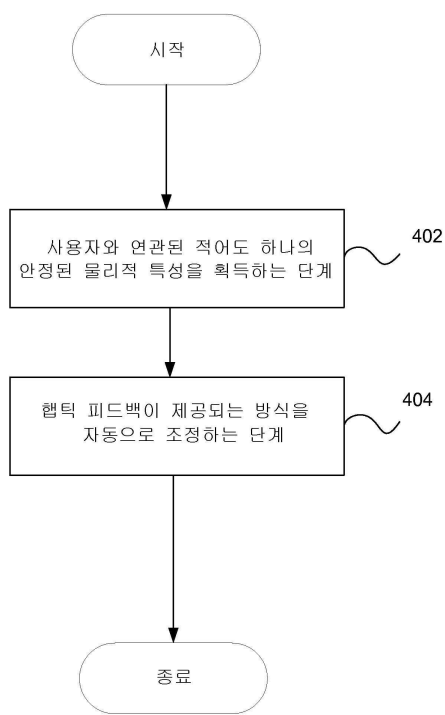 시작
402
사용자와 연관된 적어도 하나의
안정된 물리적 특성을 획득하는 단계
404
햅틱 피드백이 제공되는 방식을
자동으로 조정하는 단계
종료